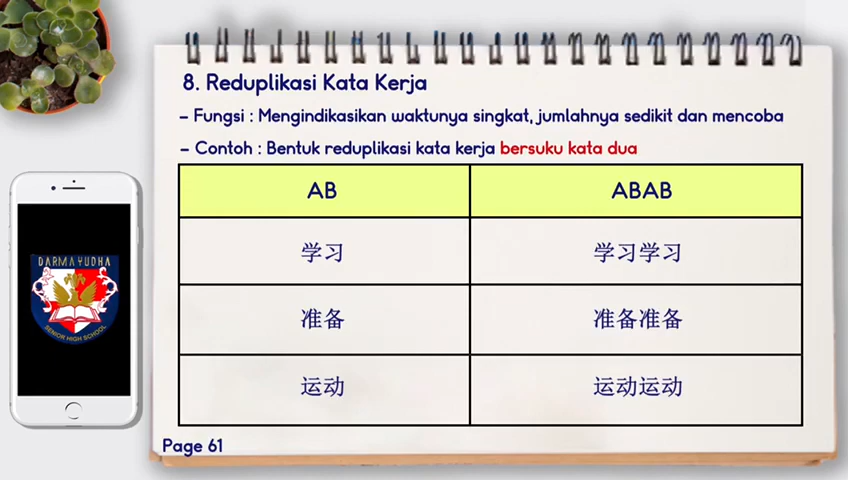 8. Reduplikasi Kata Kerja
- Fungsi : Mengindikasikan waktunya singkat, jumlahnya sedikit dan mencoba
- Contoh : Bentuk reduplikasi kata kerja bersuku kata dua
AB ABAB
学习 学习学习
准备 准备准备
运动 运动运动
Page 61
DARMA YUDHA
SENIOR HIGH SCHOOL